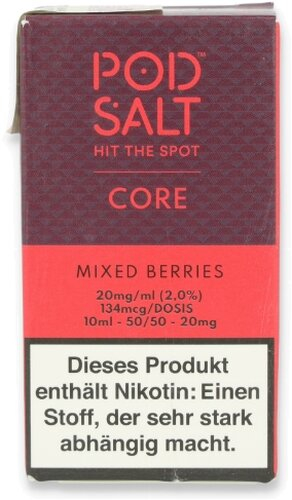 POD™
SALT
HIT THE SPOT
CORE
MIXED BERRIES
20mg/ml (2.0%)
134mcg/DOSIS
10ml - 50/50 - 20mg
Dieses Produkt
enthält Nikotin: Einen
Stoff, der sehr stark
abhängig macht.